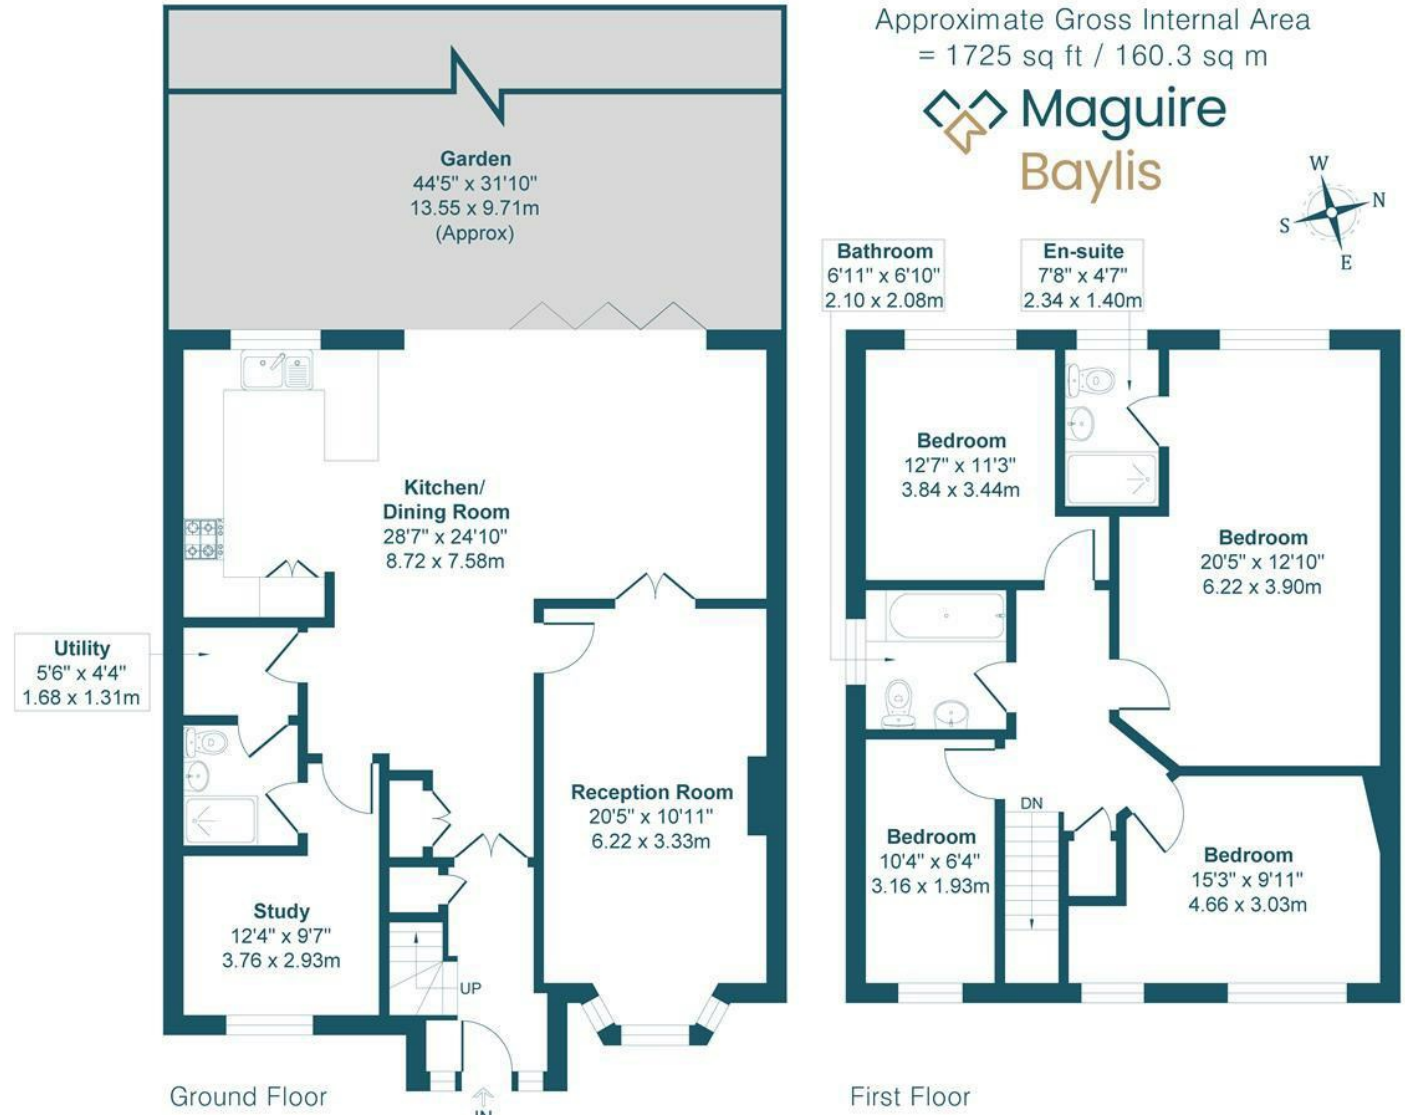 Approximate Gross Internal Area
= 1725 sq ft / 160.3 sq m
Maguire
Baylis
W
N
S
E
Garden
44'5" x 31'10"
13.55 x 9.71m
(Approx)
Kitchen/
Dining Room
28'7" x 24'10"
8.72 x 7.58m
Utility
5'6" x 4'4"
1.68 x 1.31m
Reception Room
20'5" x 10'11"
6.22 x 3.33m
Study
12'4" x 9'7"
3.76 x 2.93m
UP
IN
Ground Floor
Bathroom
6'11" x 6'10"
2.10 x 2.08m
En-suite
7'8" x 4'7"
2.34 x 1.40m
Bedroom
12'7" x 11'3"
3.84 x 3.44m
Bedroom
20'5" x 12'10"
6.22 x 3.90m
DN
Bedroom
10'4" x 6'4"
3.16 x 1.93m
Bedroom
15'3" x 9'11"
4.66 x 3.03m
First Floor